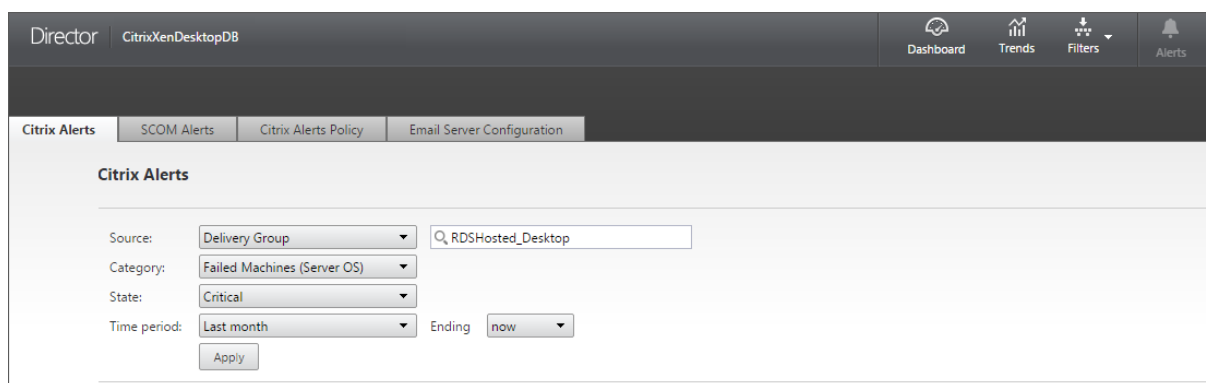 Director CitrixXenDesktopDB
Dashboard Trends Filters Alerts
Citrix Alerts SCOM Alerts Citrix Alerts Policy Email Server Configuration
Citrix Alerts
Source: Delivery Group RDSHosted_Desktop
Category: Failed Machines (Server OS)
State: Critical
Time period: Last month Ending now
Apply